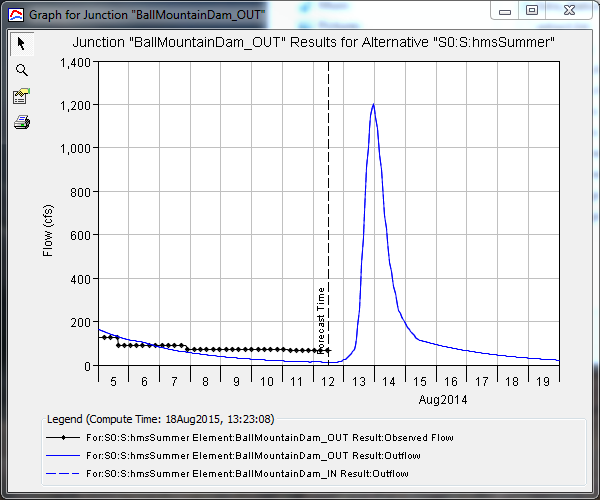 Graph for Junction "BallMountainDam_OUT"
Junction "BallMountainDam_OUT" Results for Alternative "S0:S:hmsSummer"
1,400
1,200
1,000
800
600
400
200
0
Flow (cfs)
Forecast Time
5 6 7 8 9 10 11 12 13 14 15 16 17 18 19
Aug2014
Legend (Compute Time: 18Aug2015, 13:23:08)
For:S0:S:hmsSummer Element:BallMountainDam_OUT Result:Observed Flow
For:S0:S:hmsSummer Element:BallMountainDam_OUT Result:Outflow
For:S0:S:hmsSummer Element:BallMountainDam_IN Result:Outflow